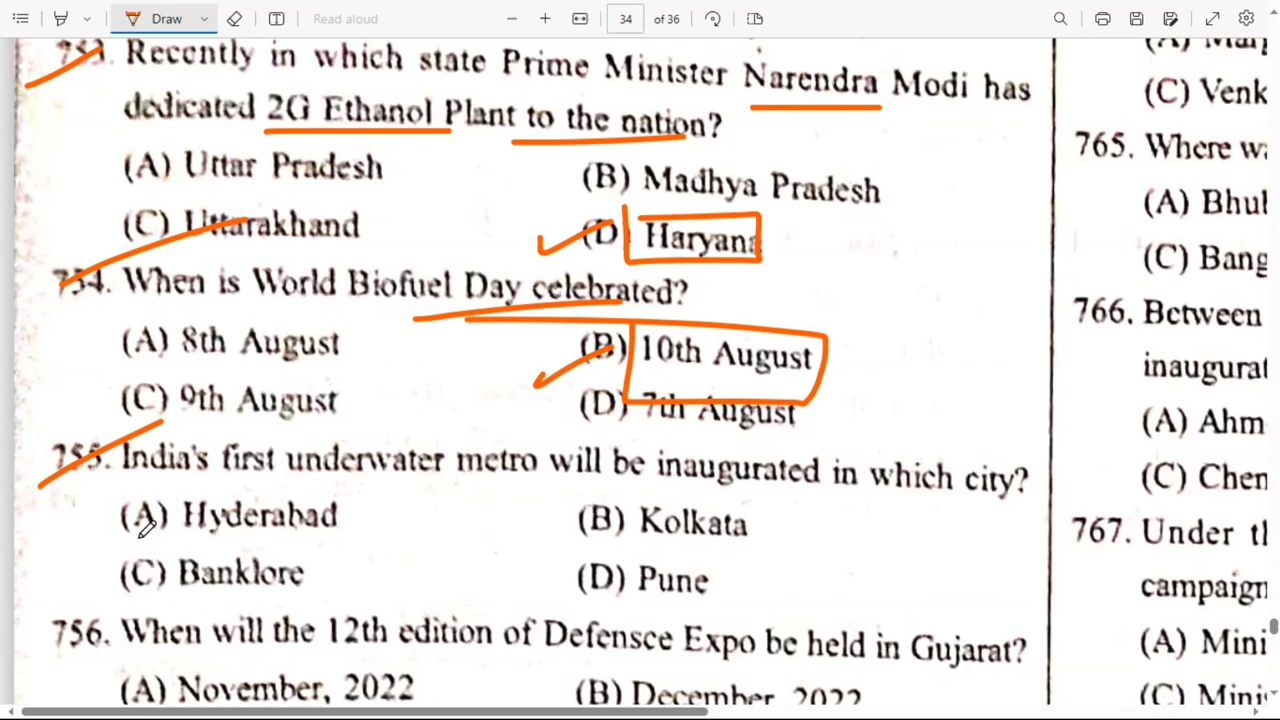 Draw
Read aloud
34 of 36
753. Recently in which state Prime Minister Narendra Modi has
dedicated 2G Ethanol Plant to the nation?
(A) Uttar Pradesh
(B) Madhya Pradesh
(C) Uttarakhand
(D) Haryana
754. When is World Biofuel Day celebrated?
(A) 8th August
(B) 10th August
(C) 9th August
(D) 7th August
755. India's first underwater metro will be inaugurated in which city?
(A) Hyderabad
(B) Kolkata
(C) Banklore
(D) Pune
756. When will the 12th edition of Defensce Expo be held in Gujarat?
(A) November, 2022
(B) December, 2022
(C) Venk
765. Where w
(A) Bhu
(C) Bang
766. Between
inaugurat
(A) Ahm
(C) Chen
767. Under t
campaign
(A) Mini
(C) Mini